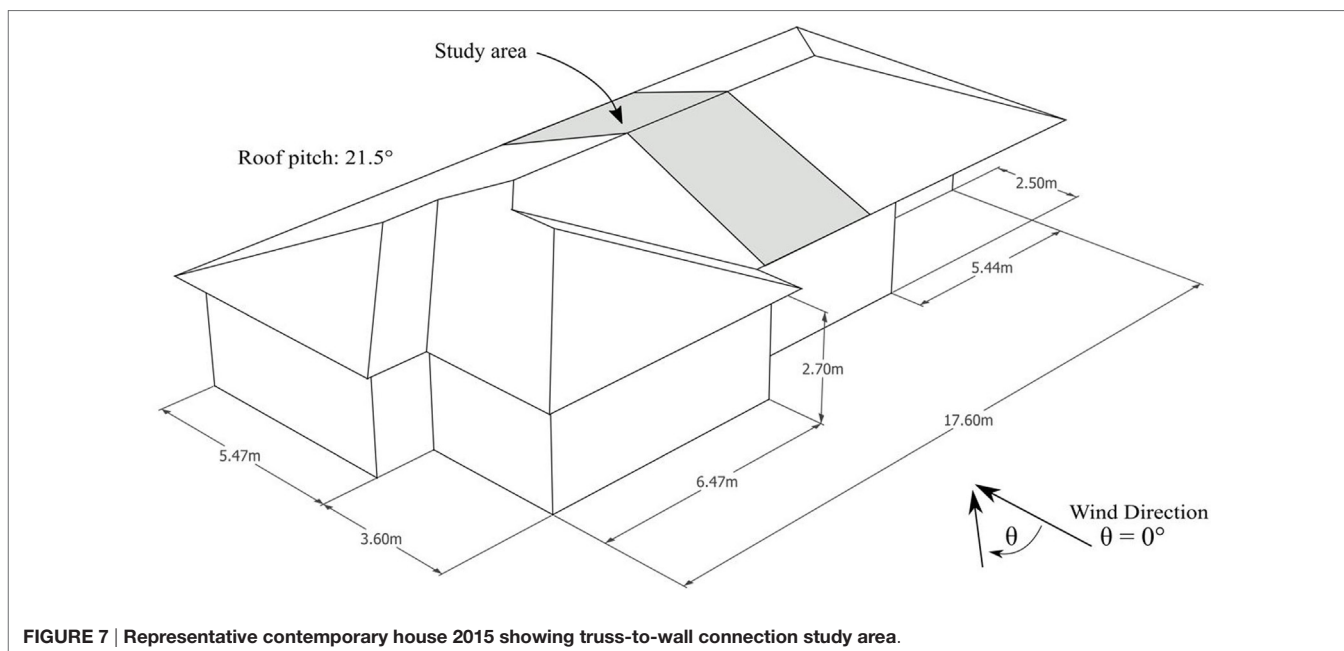 Study area
Roof pitch: 21.5°
2.50m
5.44m
2.70m
17.60m
5.47m
6.47m
3.60m
Wind Direction
θ = 0°
θ
FIGURE 7 | Representative contemporary house 2015 showing truss-to-wall connection study area.